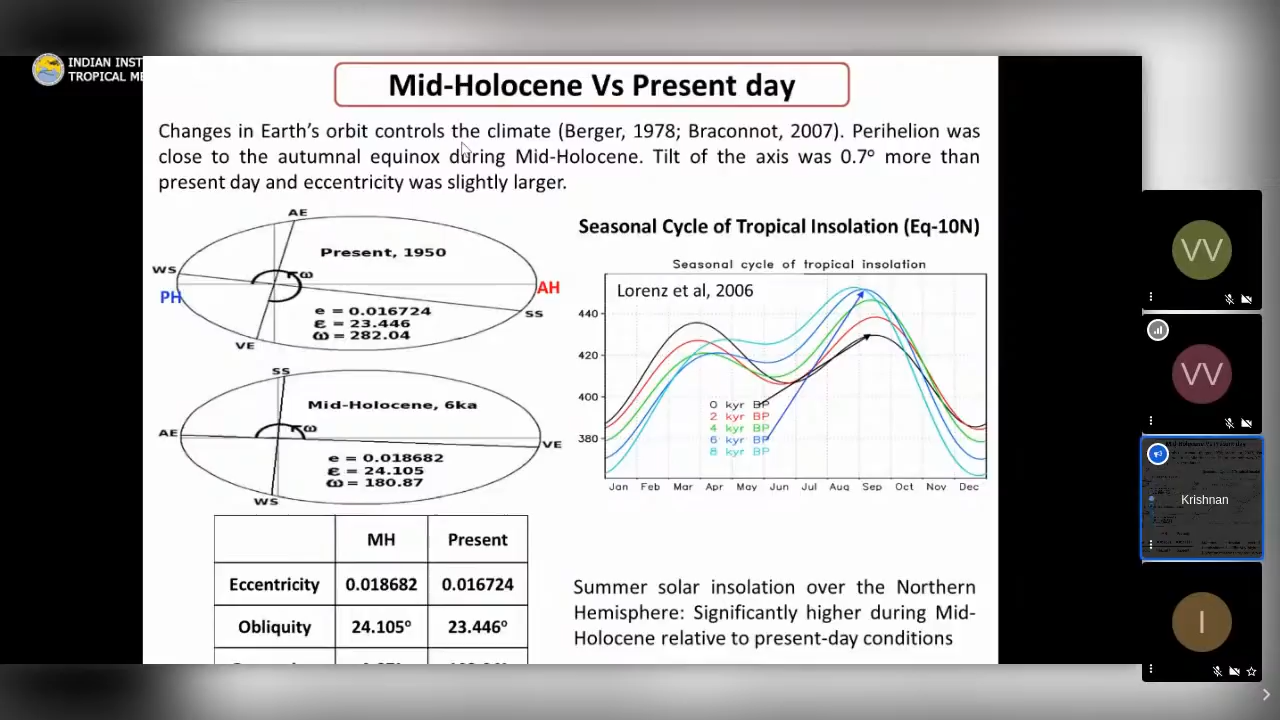 INDIAN INST
TROPICAL ME
Mid-Holocene Vs Present day
Changes in Earth's orbit controls the climate (Berger, 1978; Braconnot, 2007). Perihelion was
close to the autumnal equinox during Mid-Holocene. Tilt of the axis was 0.7° more than
present day and eccentricity was slightly larger.
AE
Present, 1950
WS
ω
PH
AH
e = 0.016724
SS
ε = 23.446
ω = 282.04
VE
SS
Mid-Holocene, 6ka
AE
ω
VE
e = 0.018682
ε = 24.105
ω = 180.87
WS
Seasonal Cycle of Tropical Insolation (Eq-10N)
Seasonal cycle of tropical insolation
Lorenz et al, 2006
440
420
400
380
0 kyr BP
2 kyr BP
4 kyr BP
6 kyr BP
8 kyr BP
Jan Feb Mar Apr May Jun Jul Aug Sep Oct Nov Dec
MH Present
Eccentricity 0.018682 0.016724
Obliquity 24.105° 23.446°
Summer solar insolation over the Northern
Hemisphere: Significantly higher during Mid-
Holocene relative to present-day conditions
VV
VV
Krishnan
I